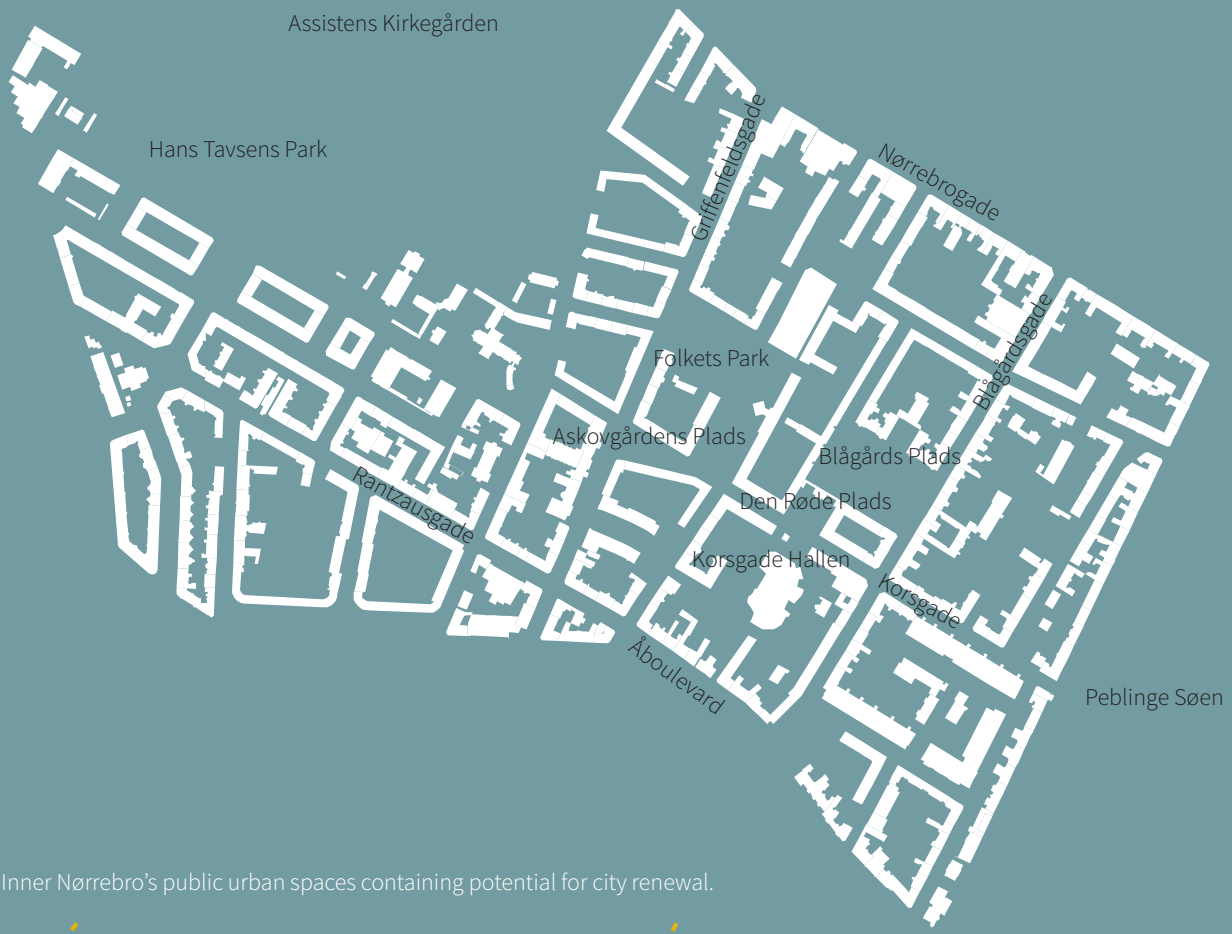 Assistens Kirkegården
Hans Tavsens Park
Griffenfeldsgade
Nørrebrogade
Blågårdsgade
Folkets Park
Askovgårdens Plads
Blågårds Plads
Rantzausgade
Den Røde Plads
Korsgade Hallen
Korsgade
Åboulevard
Peblinge Søen
Inner Nørrebro’s public urban spaces containing potential for city renewal.